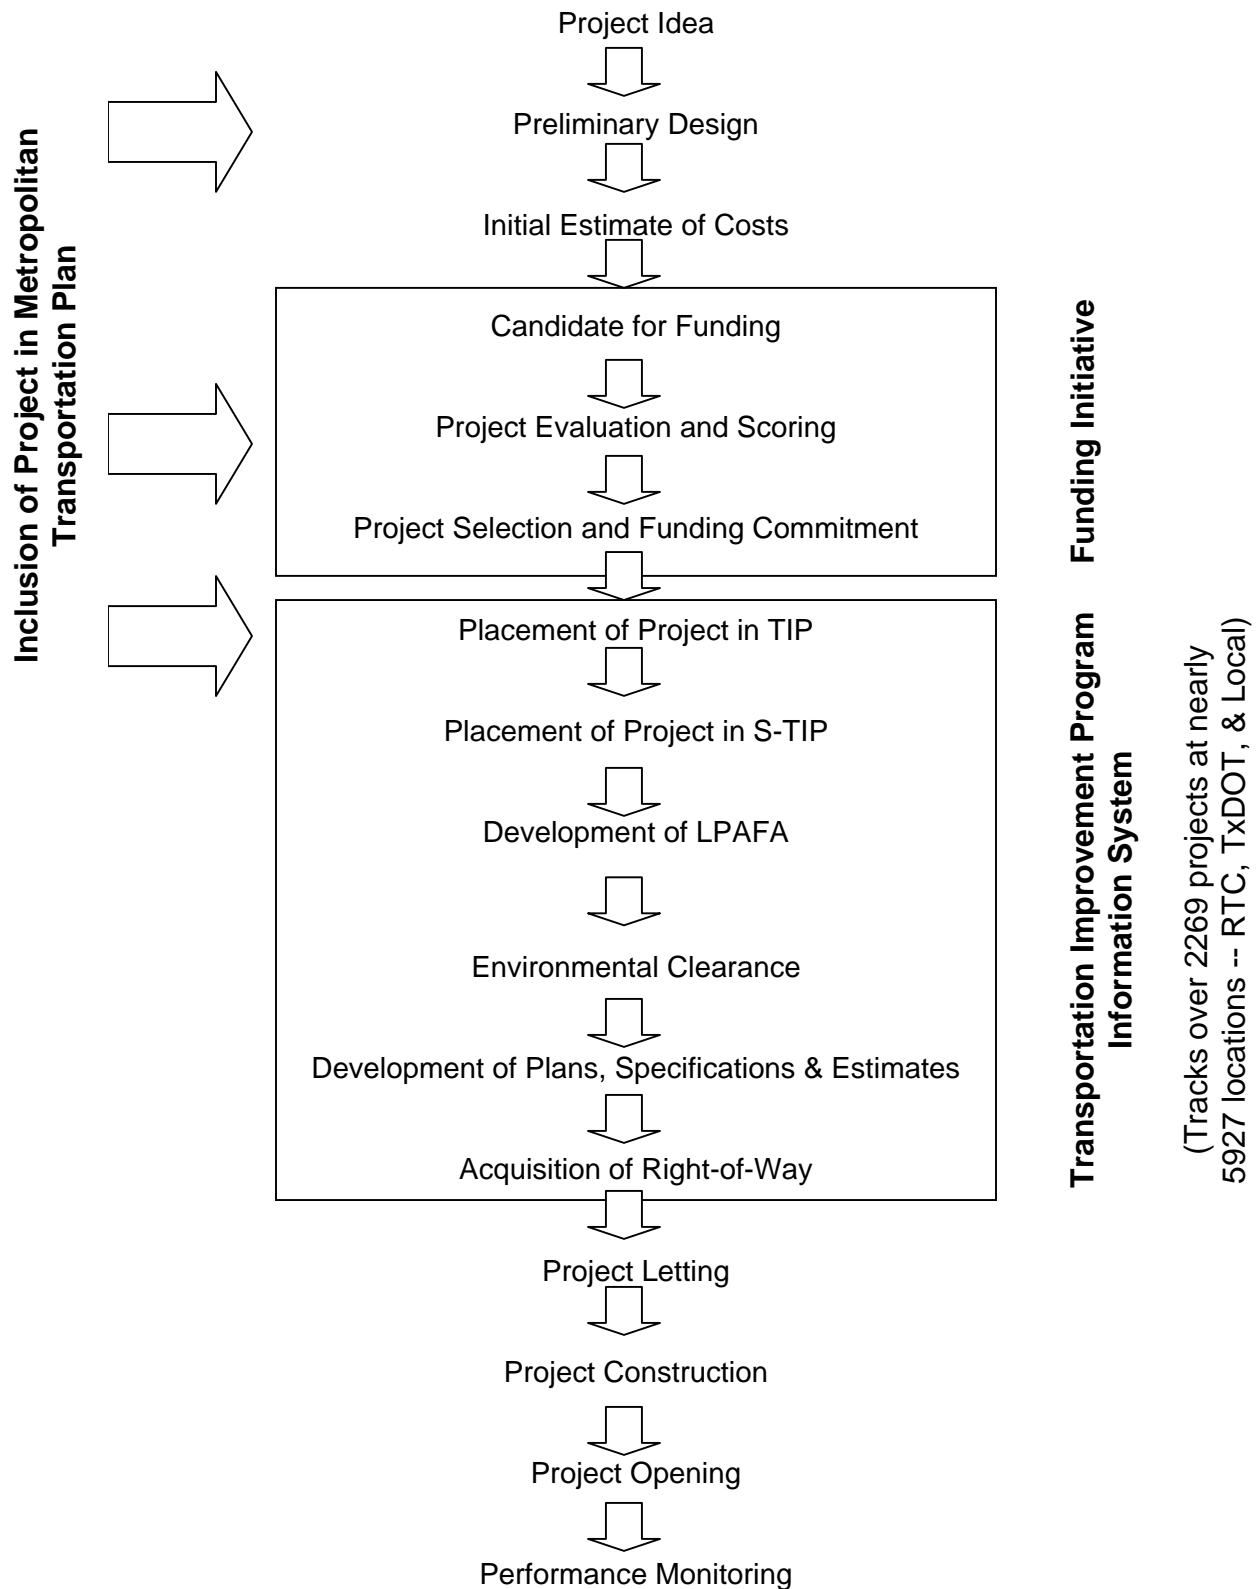 Project Idea
Preliminary Design
Initial Estimate of Costs
Inclusion of Project in Metropolitan
Transportation Plan
Candidate for Funding
Project Evaluation and Scoring
Project Selection and Funding Commitment
Funding Initiative
Placement of Project in TIP
Placement of Project in S-TIP
Development of LPAFA
Environmental Clearance
Development of Plans, Specifications & Estimates
Acquisition of Right-of-Way
Transportation Improvement Program
Information System
(Tracks over 2269 projects at nearly
5927 locations -- RTC, TxDOT, & Local)
Project Letting
Project Construction
Project Opening
Performance Monitoring